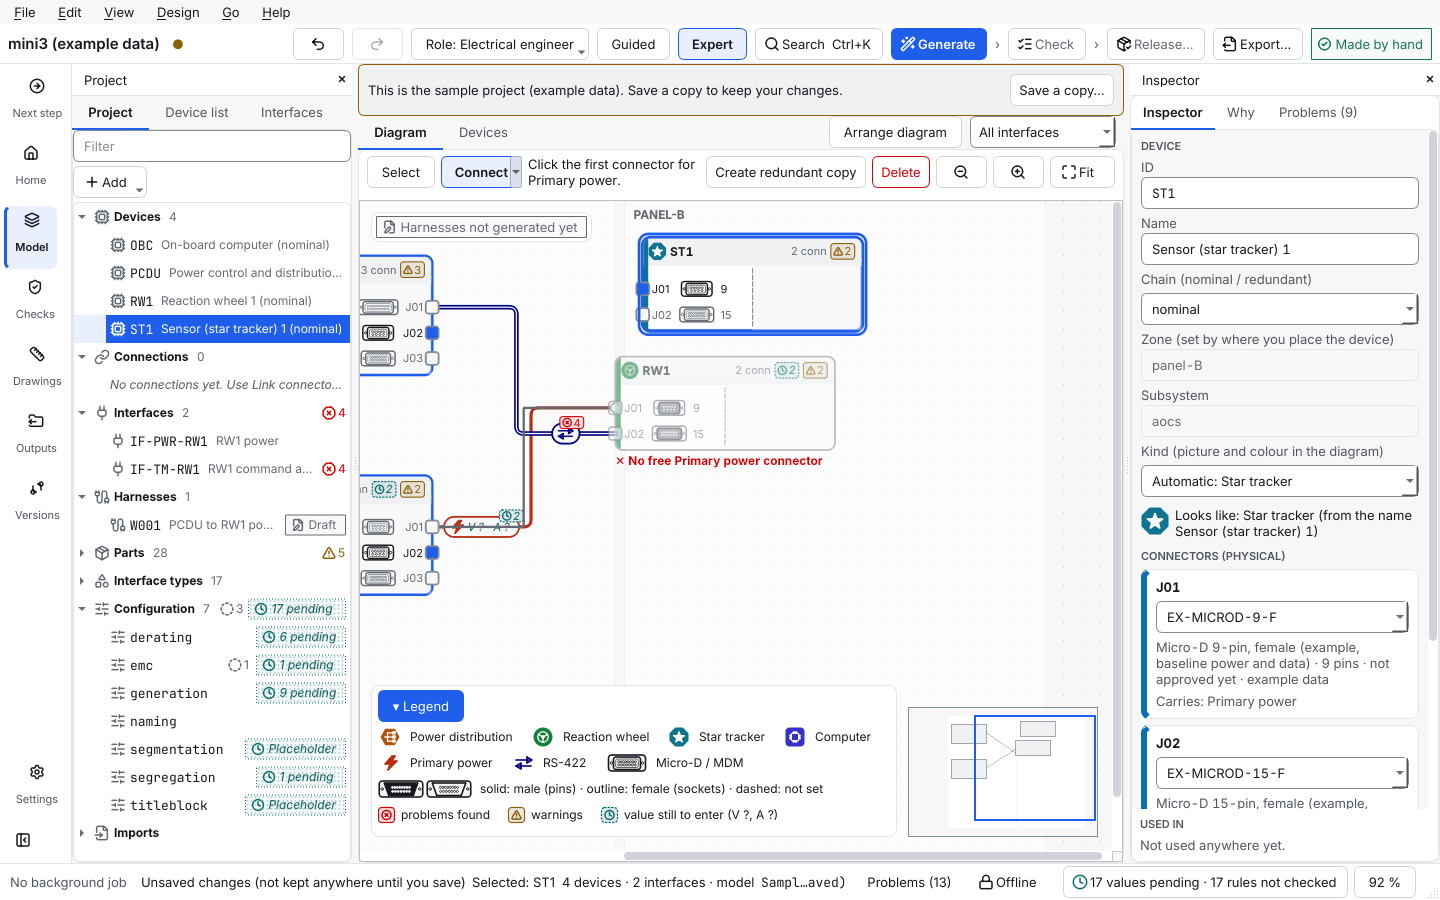 File Edit View Design Go Help
mini3 (example data)
Role: Electrical engineer
Guided
Expert
Search Ctrl+K
Generate
Check
Release...
Export...
Made by hand
Next step
Home
Model
Checks
Drawings
Outputs
Versions
Settings
Project
Project Device list Interfaces
Filter
Add
Devices 4
OBC On-board computer (nominal)
PCDU Power control and distributio...
RW1 Reaction wheel 1 (nominal)
ST1 Sensor (star tracker) 1 (nominal)
Connections 0
No connections yet. Use Link connecto...
Interfaces 2 4
IF-PWR-RW1 RW1 power
IF-TM-RW1 RW1 command a... 4
Harnesses 1
W001 PCDU to RW1 po... Draft
Parts 28 5
Interface types 17
Configuration 7 3 17 pending
derating 6 pending
emc 1 1 pending
generation 9 pending
naming
segmentation Placeholder
segregation 1 pending
titleblock Placeholder
Imports
This is the sample project (example data). Save a copy to keep your changes.
Save a copy...
Diagram Devices
Arrange diagram
All interfaces
Select
Connect
Click the first connector for
Primary power.
Create redundant copy
Delete
Fit
Harnesses not generated yet
PANEL-B
ST1 2 conn 2
J01 9
J02 15
3 conn 3
J01
J02
J03
RW1 2 conn 2 2
J01 9
J02 15
× No free Primary power connector
4
n 2 2
J01
J02
J03
V ? A ?
2
▾ Legend
Power distribution
Reaction wheel
Star tracker
Computer
Primary power
RS-422
Micro-D / MDM
solid: male (pins) · outline: female (sockets) · dashed: not set
problems found
warnings
value still to enter (V ?, A ?)
Inspector
Inspector Why Problems (9)
DEVICE
ID
ST1
Name
Sensor (star tracker) 1
Chain (nominal / redundant)
nominal
Zone (set by where you place the device)
panel-B
Subsystem
aocs
Kind (picture and colour in the diagram)
Automatic: Star tracker
Looks like: Star tracker (from the name
Sensor (star tracker) 1)
CONNECTORS (PHYSICAL)
J01
EX-MICROD-9-F
Micro-D 9-pin, female (example,
baseline power and data) · 9 pins · not
approved yet · example data
Carries: Primary power
J02
EX-MICROD-15-F
Micro-D 15-pin, female (example,
USED IN
Not used anywhere yet.
No background job
Unsaved changes (not kept anywhere until you save)
Selected: ST1 4 devices · 2 interfaces · model Sampl…aved)
Problems (13)
Offline
17 values pending · 17 rules not checked
92 %